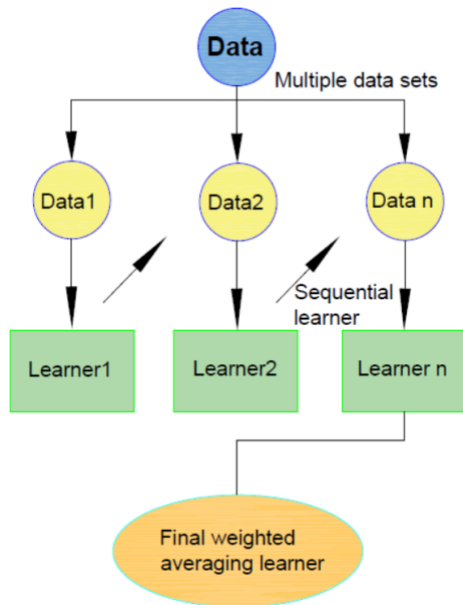 Data
Multiple data sets
Data1
Data2
Data n
Sequential
learner
Learner1
Learner2
Learner n
Final weighted
averaging learner